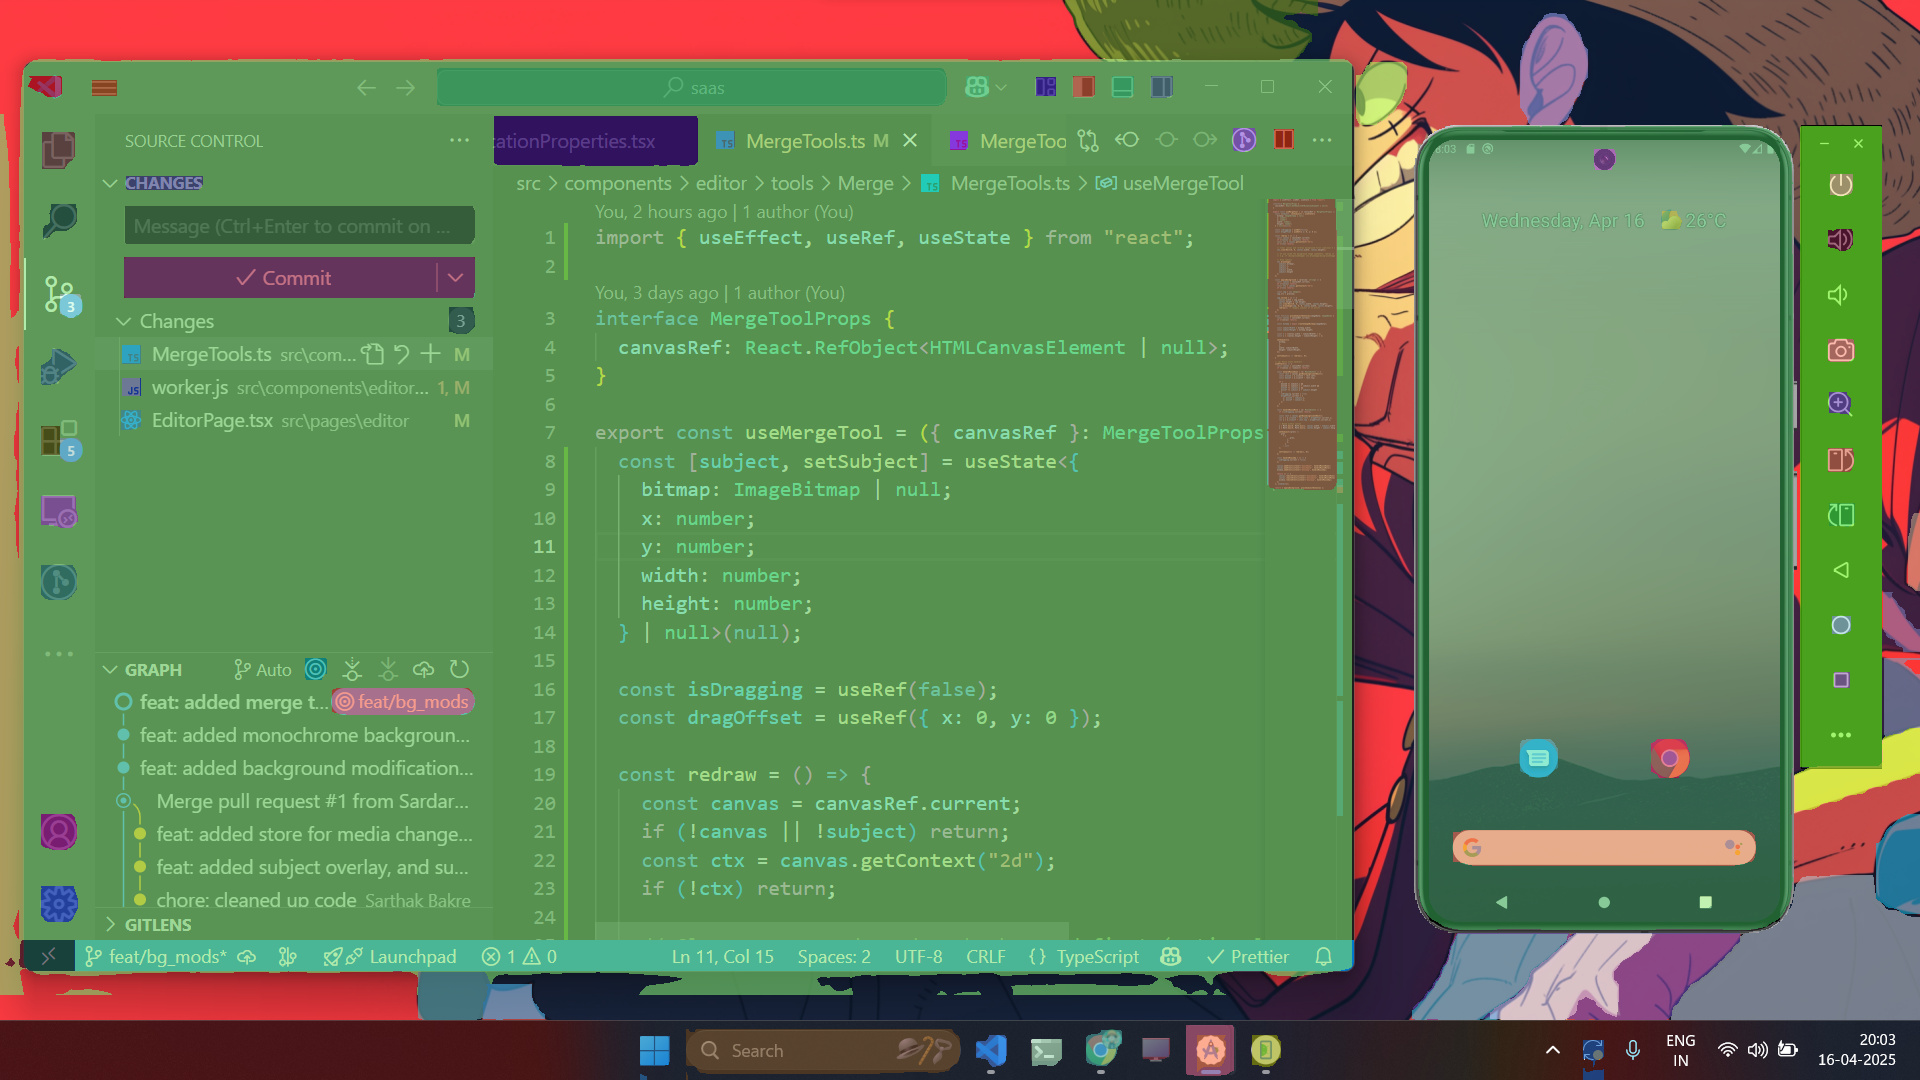 saas
SOURCE CONTROL
CHANGES
Message (Ctrl+Enter to commit on ...
Commit
Changes 3
MergeTools.ts src\com... M
worker.js src\components\editor... 1, M
EditorPage.tsx src\pages\editor M
3
5
GRAPH Auto
feat: added merge t... feat/bg_mods
feat: added monochrome backgroun...
feat: added background modification...
Merge pull request #1 from Sardar...
feat: added store for media change...
feat: added subject overlay, and su...
chore: cleaned up code Sarthak Bakre
GITLENS
cationProperties.tsx TS MergeTools.ts M TS MergeToo
src > components > editor > tools > Merge > TS MergeTools.ts > useMergeTool
You, 2 hours ago | 1 author (You)
1 import { useEffect, useRef, useState } from "react";
2
You, 3 days ago | 1 author (You)
3 interface MergeToolProps {
4 canvasRef: React.RefObject<HTMLCanvasElement | null>;
5 }
6
7 export const useMergeTool = ({ canvasRef }: MergeToolProps
8 const [subject, setSubject] = useState<{
9 bitmap: ImageBitmap | null;
10 x: number;
11 y: number;
12 width: number;
13 height: number;
14 } | null>(null);
15
16 const isDragging = useRef(false);
17 const dragOffset = useRef({ x: 0, y: 0 });
18
19 const redraw = () => {
20 const canvas = canvasRef.current;
21 if (!canvas || !subject) return;
22 const ctx = canvas.getContext("2d");
23 if (!ctx) return;
24
feat/bg_mods* Launchpad 1 0 Ln 11, Col 15 Spaces: 2 UTF-8 CRLF {} TypeScript Prettier
Wednesday, Apr 16 26°C
Search
ENG
IN
20:03
16-04-2025